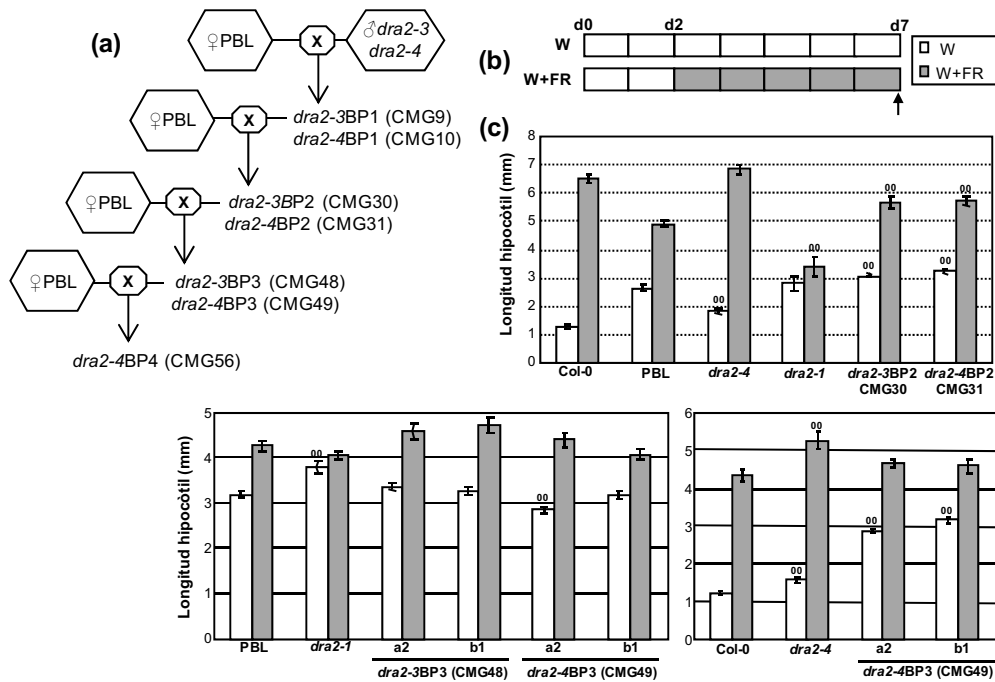 (a)
♀PBL X ♂dra2-3
dra2-4
♀PBL X dra2-3BP1 (CMG9)
dra2-4BP1 (CMG10)
♀PBL X dra2-3BP2 (CMG30)
dra2-4BP2 (CMG31)
♀PBL X dra2-3BP3 (CMG48)
dra2-4BP3 (CMG49)
dra2-4BP4 (CMG56)
(b)
d0 d2 d7
W
W+FR
W
W+FR
(c)
Longitud hipocòtil (mm)
8
7
6
5
4
3
2
1
0
oo oo oo oo oo oo
Col-0 PBL dra2-4 dra2-1 dra2-3BP2 dra2-4BP2
CMG30 CMG31
Longitud hipocòtil (mm)
5
4
3
2
1
0
oo oo
PBL dra2-1 a2 b1 a2 b1
dra2-3BP3 (CMG48) dra2-4BP3 (CMG49)
6
5
4
3
2
1
0
oo oo oo oo
Col-0 dra2-4 a2 b1
dra2-4BP3 (CMG49)